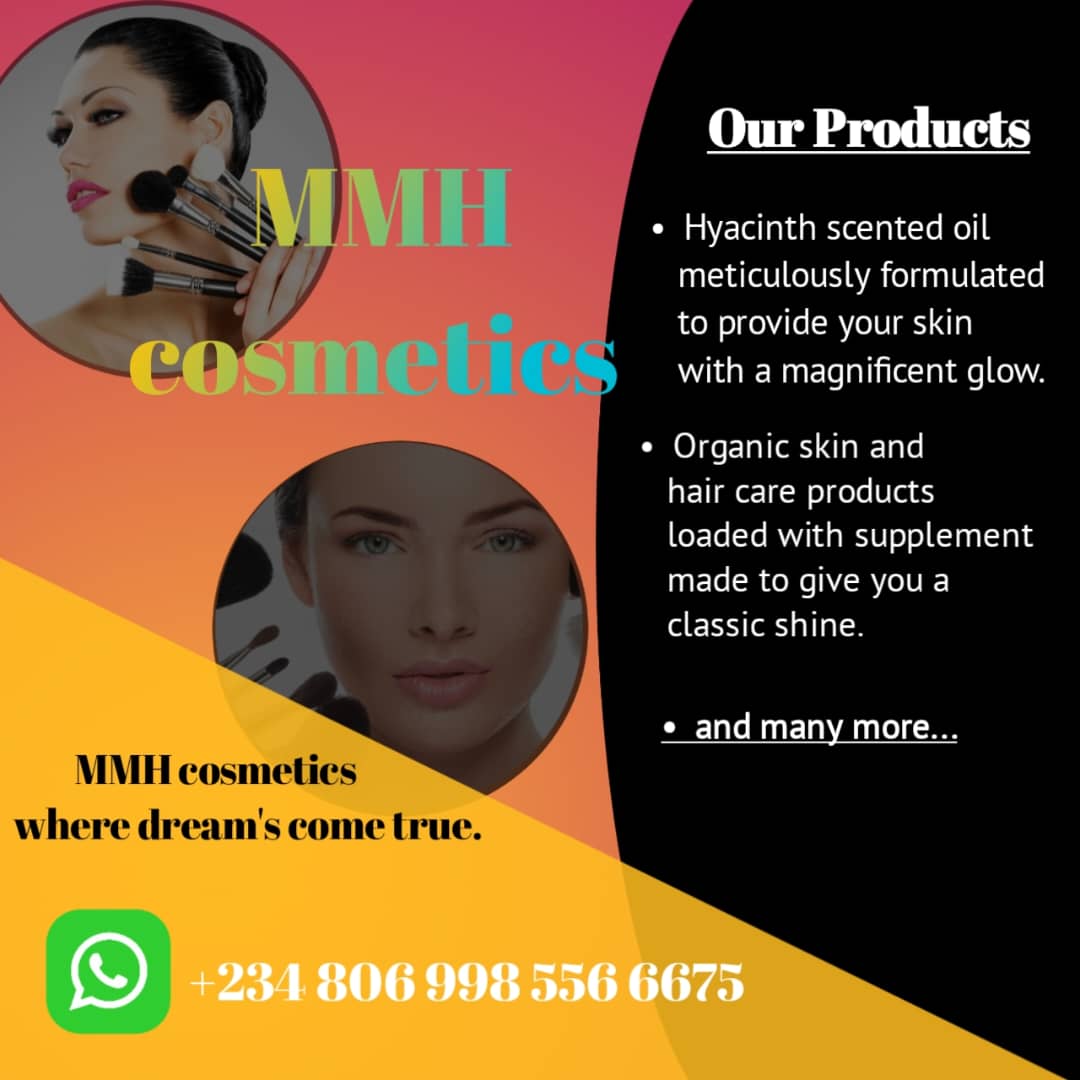 MMH
cosmetics
Our Products
• Hyacinth scented oil
meticulously formulated
to provide your skin
with a magnificent glow.
• Organic skin and
hair care products
loaded with supplement
made to give you a
classic shine.
• and many more...
MMH cosmetics
where dream's come true.
+234 806 998 556 6675